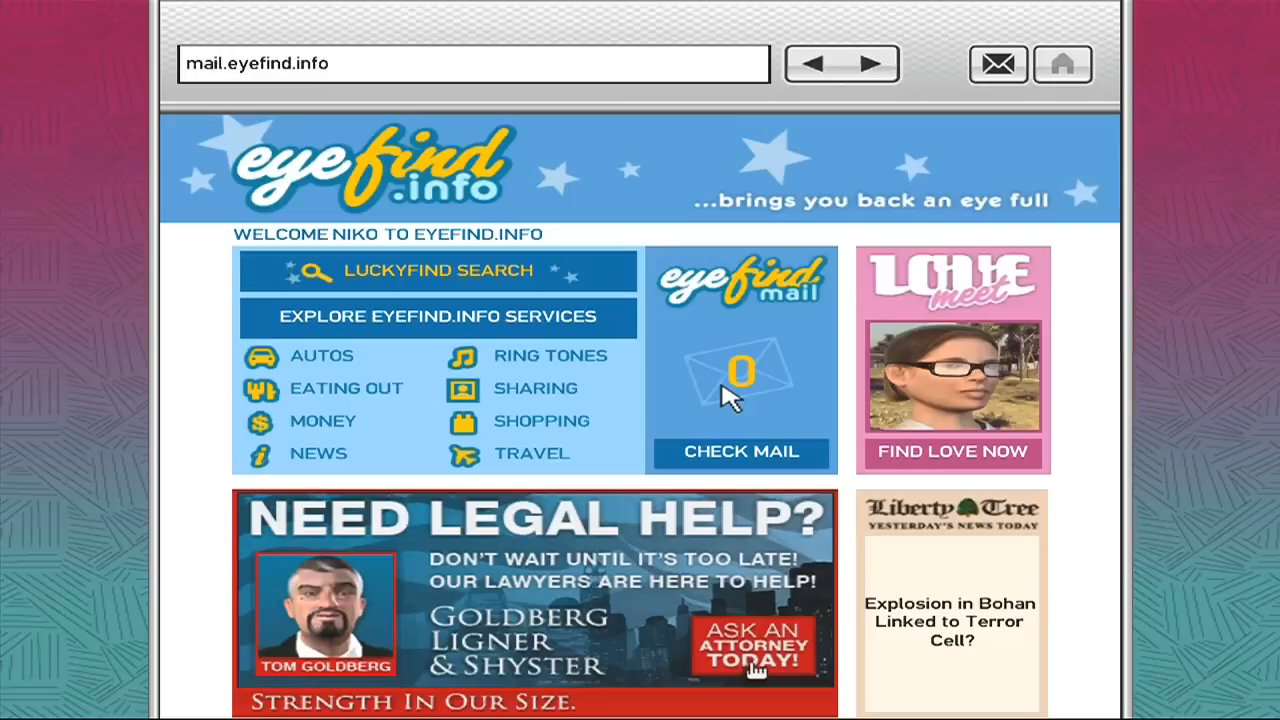 mail.eyefind.info
eyefind
.info
...brings you back an eye full
WELCOME NIKO TO EYEFIND.INFO
LUCKYFIND SEARCH
EXPLORE EYEFIND.INFO SERVICES
AUTOS
RING TONES
EATING OUT
SHARING
MONEY
SHOPPING
NEWS
TRAVEL
eyefind
mail
0
CHECK MAIL
LOVE
meet
FIND LOVE NOW
NEED LEGAL HELP?
DON'T WAIT UNTIL IT'S TOO LATE!
OUR LAWYERS ARE HERE TO HELP!
GOLDBERG
LIGNER
& SHYSTER
TOM GOLDBERG
ASK AN
ATTORNEY
TODAY!
STRENGTH IN OUR SIZE.
Liberty Tree
YESTERDAY'S NEWS TODAY
Explosion in Bohan
Linked to Terror
Cell?